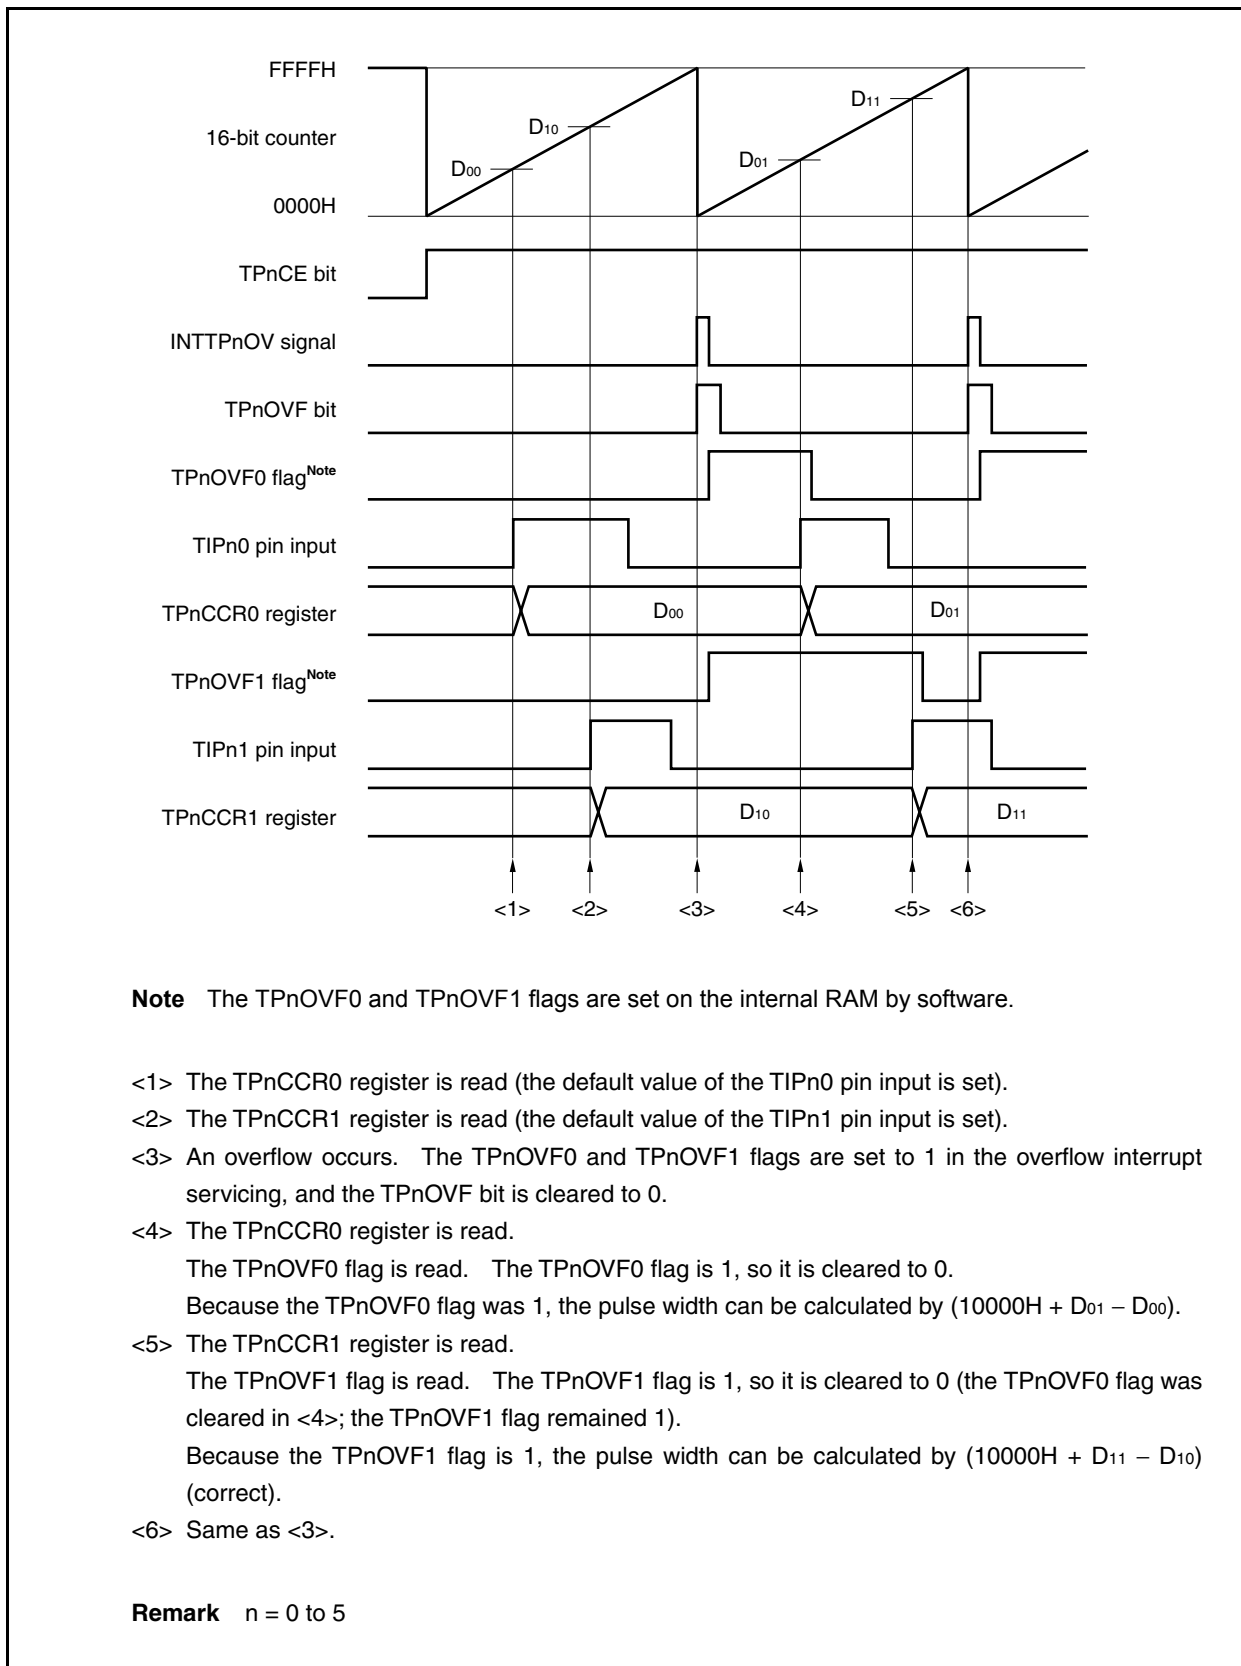 FFFFH
D11
D10
16-bit counter
D00
D01
0000H
TPnCE bit
INTTPnOV signal
TPnOVF bit
TPnOVF0 flagNote
TIPn0 pin input
TPnCCR0 register
D00
D01
TPnOVF1 flagNote
TIPn1 pin input
TPnCCR1 register
D10
D11
<1> <2> <3> <4> <5> <6>
Note The TPnOVF0 and TPnOVF1 flags are set on the internal RAM by software.
<1> The TPnCCR0 register is read (the default value of the TIPn0 pin input is set).
<2> The TPnCCR1 register is read (the default value of the TIPn1 pin input is set).
<3> An overflow occurs. The TPnOVF0 and TPnOVF1 flags are set to 1 in the overflow interrupt
servicing, and the TPnOVF bit is cleared to 0.
<4> The TPnCCR0 register is read.
The TPnOVF0 flag is read. The TPnOVF0 flag is 1, so it is cleared to 0.
Because the TPnOVF0 flag was 1, the pulse width can be calculated by (10000H + D01 − D00).
<5> The TPnCCR1 register is read.
The TPnOVF1 flag is read. The TPnOVF1 flag is 1, so it is cleared to 0 (the TPnOVF0 flag was
cleared in <4>; the TPnOVF1 flag remained 1).
Because the TPnOVF1 flag is 1, the pulse width can be calculated by (10000H + D11 − D10)
(correct).
<6> Same as <3>.
Remark n = 0 to 5